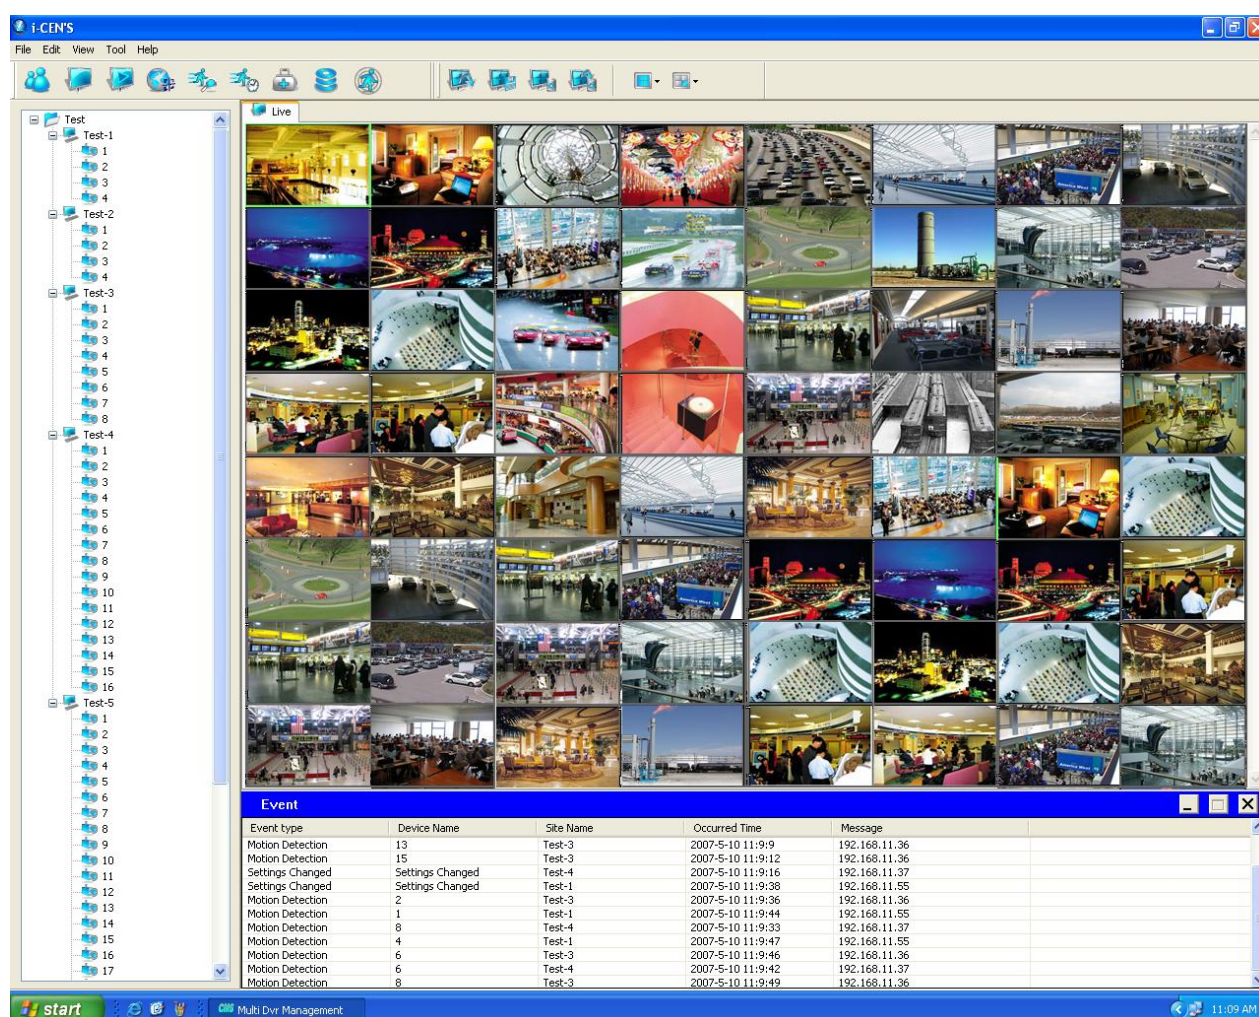 i-CEN'S
File Edit View Tool Help
Test
Test-1
1
2
3
4
Test-2
1
2
3
4
Test-3
1
2
3
4
5
6
7
8
Test-4
1
2
3
4
5
6
7
8
9
10
11
12
13
14
15
16
Test-5
1
2
3
4
5
6
7
8
9
10
11
12
13
14
15
16
17
Live
America West
America West
America West
Event
Event type Device Name Site Name Occurred Time Message
Motion Detection 13 Test-3 2007-5-10 11:9:9 192.168.11.36
Motion Detection 15 Test-3 2007-5-10 11:9:12 192.168.11.36
Settings Changed Settings Changed Test-4 2007-5-10 11:9:16 192.168.11.37
Settings Changed Settings Changed Test-1 2007-5-10 11:9:38 192.168.11.55
Motion Detection 2 Test-3 2007-5-10 11:9:36 192.168.11.36
Motion Detection 1 Test-1 2007-5-10 11:9:44 192.168.11.55
Motion Detection 8 Test-4 2007-5-10 11:9:33 192.168.11.37
Motion Detection 4 Test-1 2007-5-10 11:9:47 192.168.11.55
Motion Detection 6 Test-3 2007-5-10 11:9:46 192.168.11.36
Motion Detection 6 Test-4 2007-5-10 11:9:42 192.168.11.37
Motion Detection 8 Test-3 2007-5-10 11:9:49 192.168.11.36
start CMS Multi Dvr Management 11:09 AM